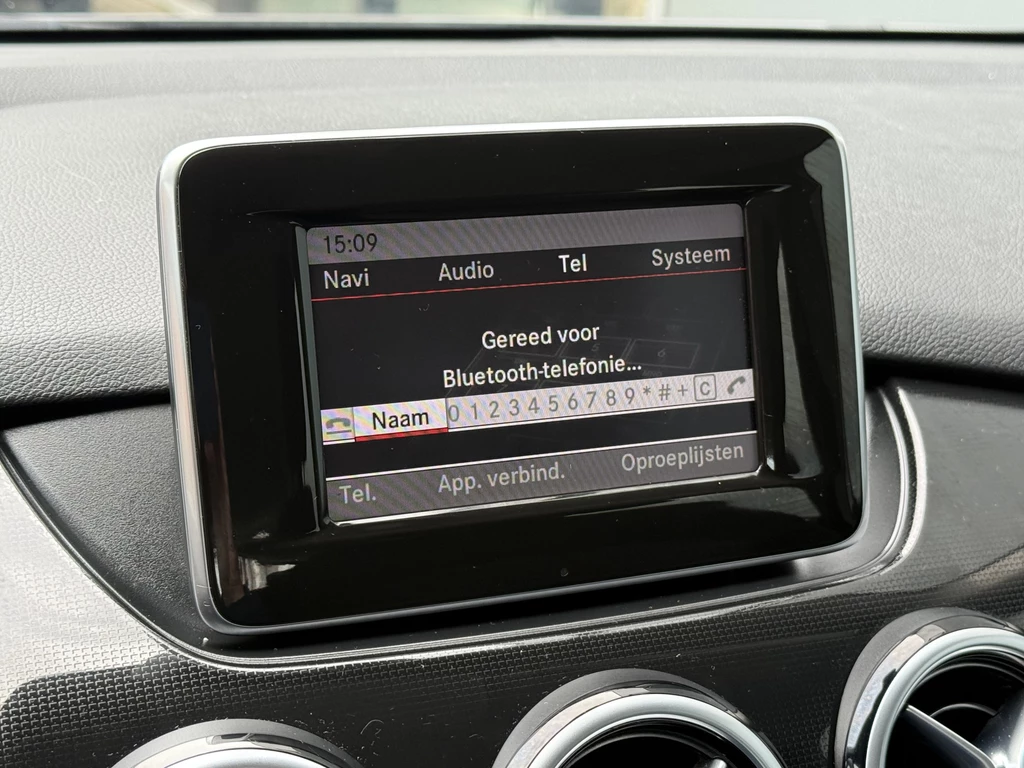 15:09
Navi Audio Tel Systeem
Gereed voor
Bluetooth-telefonie...
Naam 0 1 2 3 4 5 6 7 8 9 * # + C
Tel. App. verbind. Oproeplijsten